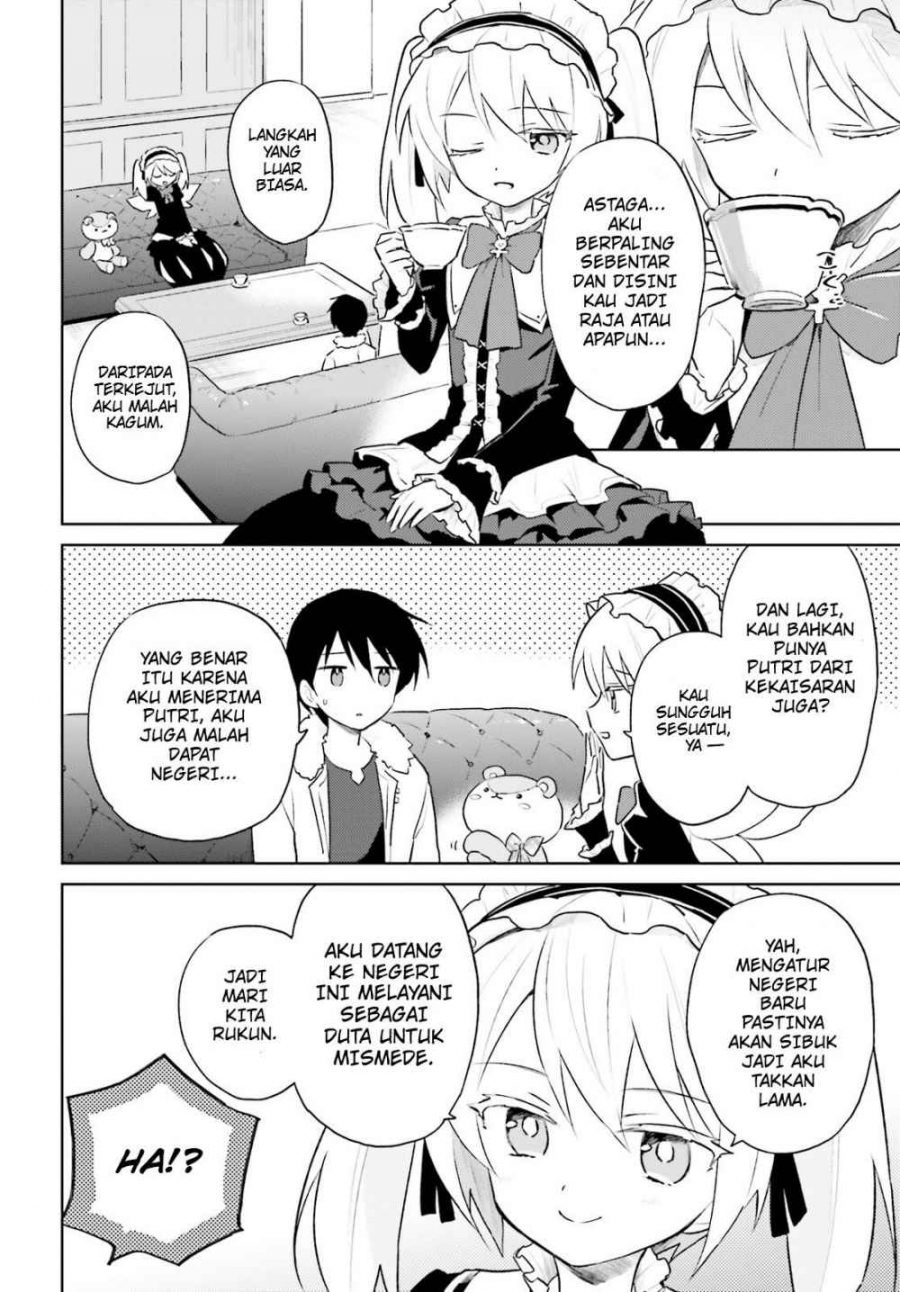 ASTAGA...
AKU
BERPALING
SEBENTAR
DAN DISINI
KAU JADI
RAJA ATAU
APAPUN...
LANGKAH
YANG
LUAR
BIASA.
DARIPADA
TERKEJUT,
AKU MALAH
KAGUM.
DAN LAGI,
KAU BAHKAN
PUNYA
PUTRI DARI
KEKAISARAN
JUGA?
KAU
SUNGGUH
SESUATU,
YA —
YANG BENAR
ITU KARENA
AKU MENERIMA
PUTRI, AKU
JUGA MALAH
DAPAT
NEGERI...
YAH,
MENGATUR
NEGERI
BARU
PASTINYA
AKAN SIBUK
JADI AKU
TAKKAN
LAMA.
AKU DATANG
KE NEGERI
INI MELAYANI
SEBAGAI
DUTA UNTUK
MISMEDE.
JADI
MARI
KITA
RUKUN.
HA!?